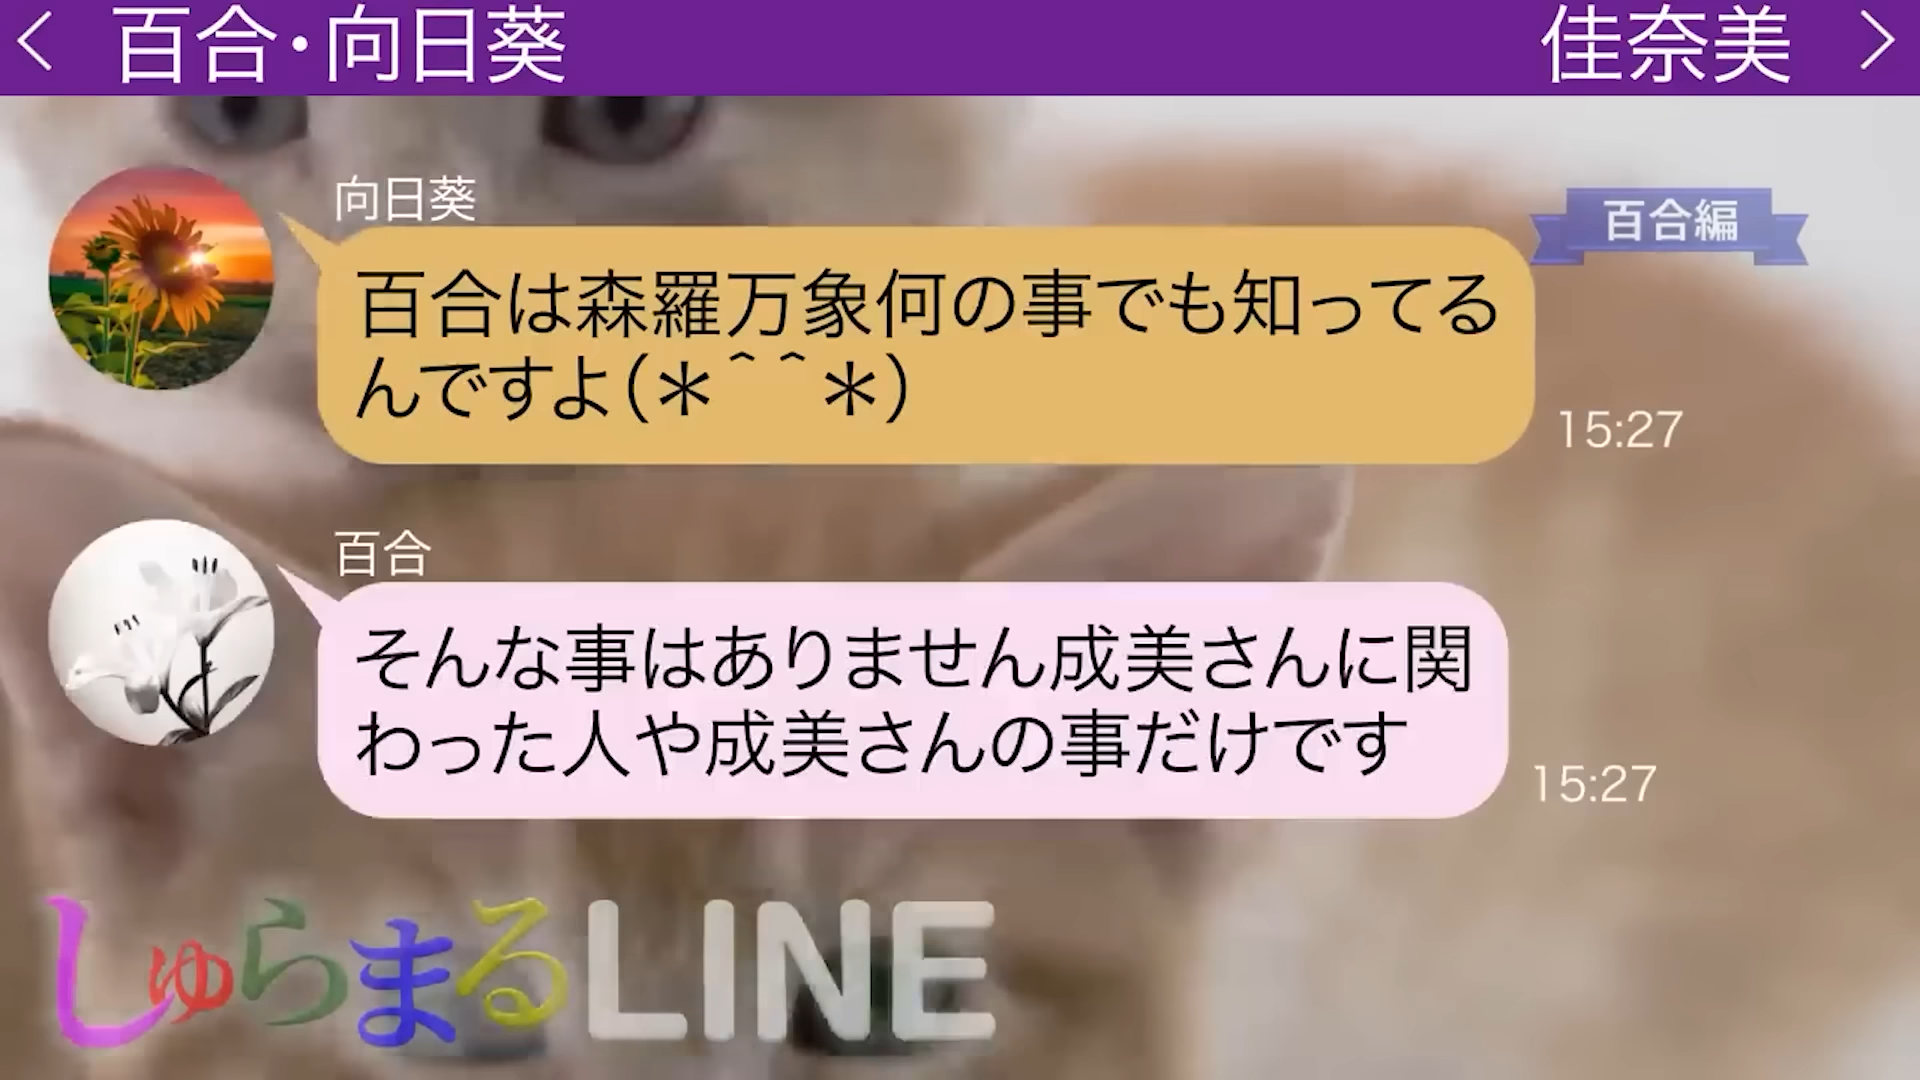 百合・向日葵 佳奈美
向日葵
百合編
百合は森羅万象何の事でも知ってる
んですよ(＊＾＾＊)
15:27
百合
そんな事はありません成美さんに関
わった人や成美さんの事だけです
15:27
しゅらまるLINE